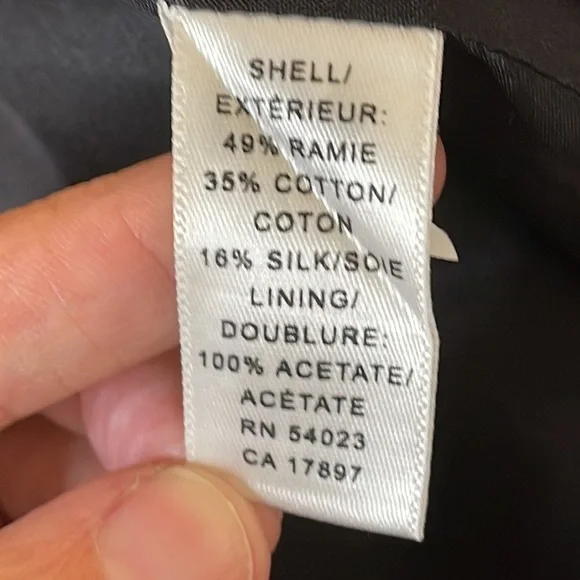 SHELL/
EXTÉRIEUR:
49% RAMIE
35% COTTON/
COTON
16% SILK/SOIE
LINING/
DOUBLURE:
100% ACETATE/
ACÉTATE
RN 54023
CA 17897